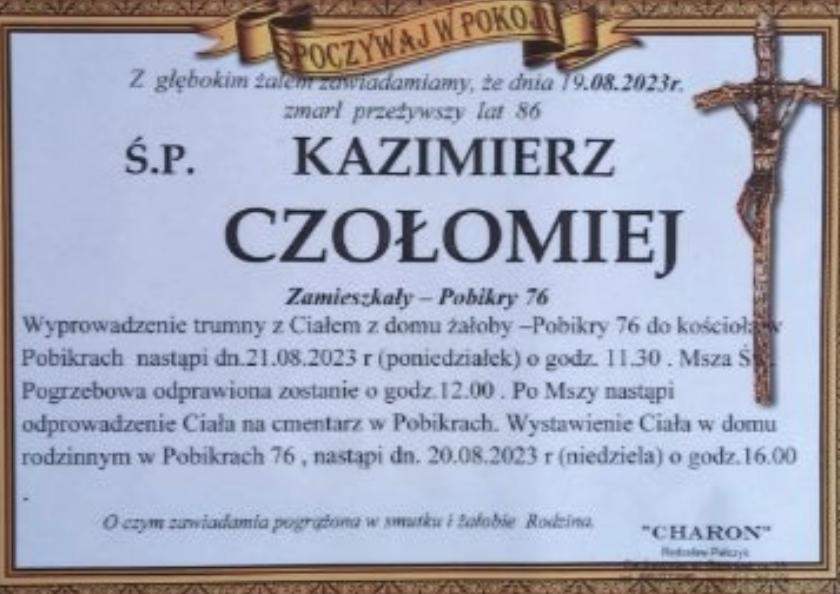 SPOCZYWAJ W POKOJU
Z głębokim żalem zawiadamiamy, że dnia 19.08.2023r.
zmarł przeżywszy lat 86
Ś.P. KAZIMIERZ
CZOŁOMIEJ
Zamieszkały – Pobikry 76
Wyprowadzenie trumny z Ciałem z domu żałoby –Pobikry 76 do kościoła w
Pobikrach nastąpi dn.21.08.2023 r (poniedziałek) o godz. 11.30 . Msza Św.
Pogrzebowa odprawiona zostanie o godz.12.00 . Po Mszy nastąpi
odprowadzenie Ciała na cmentarz w Pobikrach. Wystawienie Ciała w domu
rodzinnym w Pobikrach 76 , nastąpi dn. 20.08.2023 r (niedziela) o godz.16.00
.
O czym zawiadamia pogrążona w smutku i żałobie Rodzina.
"CHARON"
Radosław